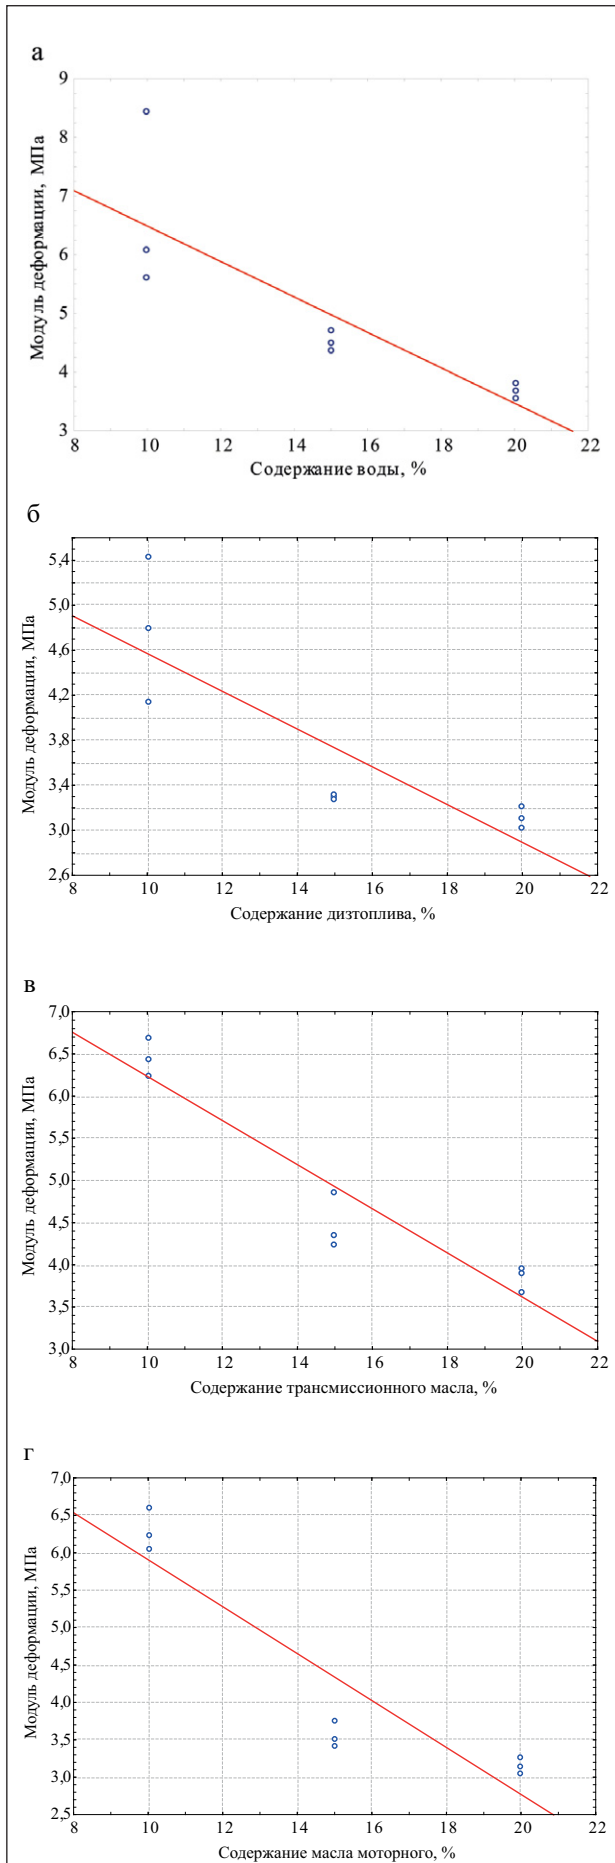 а
Модуль деформации, МПа
9
8
7
6
5
4
3
8 10 12 14 16 18 20 22
Содержание воды, %
б
Модуль деформации, МПа
5,4
5,0
4,6
4,2
3,8
3,4
3,0
2,6
8 10 12 14 16 18 20 22
Содержание дизтоплива, %
в
Модуль деформации, МПа
7,0
6,5
6,0
5,5
5,0
4,5
4,0
3,5
3,0
8 10 12 14 16 18 20 22
Содержание трансмиссионного масла, %
г
Модуль деформации, МПа
7,0
6,5
6,0
5,5
5,0
4,5
4,0
3,5
3,0
2,5
8 10 12 14 16 18 20 22
Содержание масла моторного, %